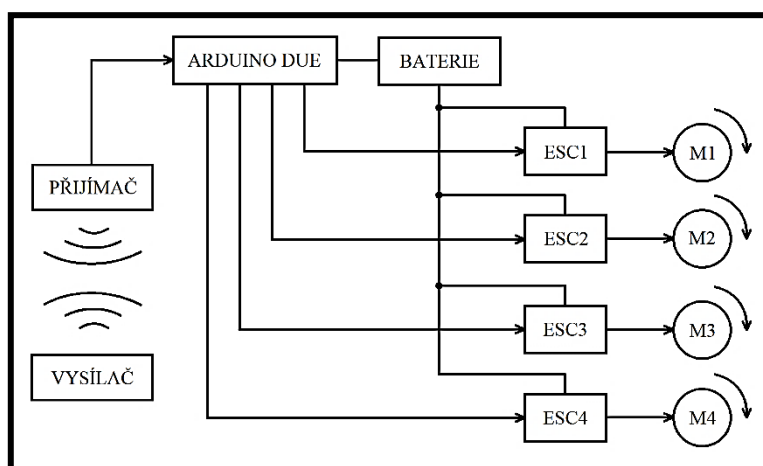 ARDUINO DUE
BATERIE
ESC1
M1
PŘIJÍMAČ
ESC2
M2
ESC3
M3
VYSÍLAČ
ESC4
M4